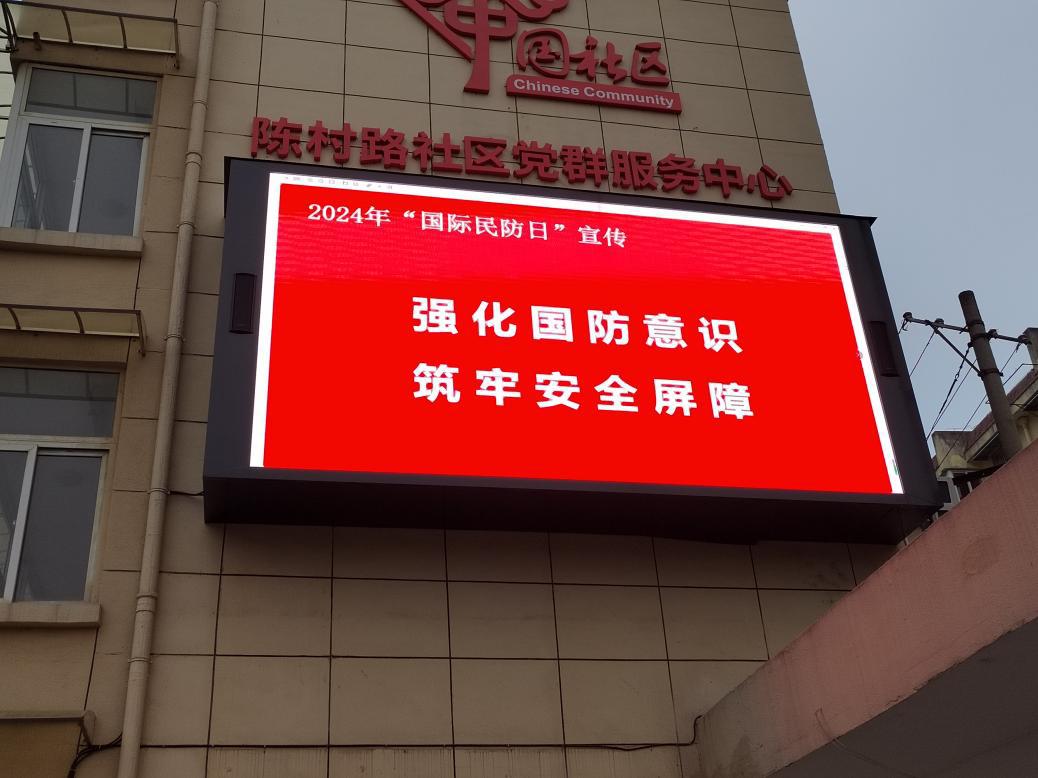 中国社区
Chinese Community
陈村路社区党群服务中心
2024年“国际民防日”宣传
强化国防意识
筑牢安全屏障